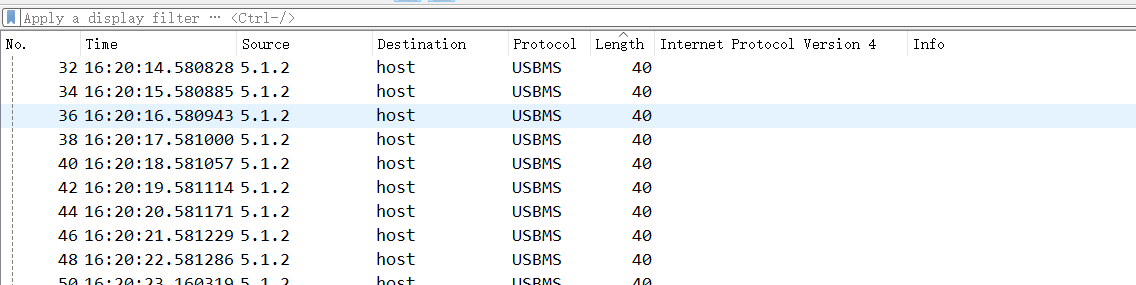 Apply a display filter … <Ctrl-/>
No. Time Source Destination Protocol Length Internet Protocol Version 4 Info
32 16:20:14.580828 5.1.2 host USBMS 40
34 16:20:15.580885 5.1.2 host USBMS 40
36 16:20:16.580943 5.1.2 host USBMS 40
38 16:20:17.581000 5.1.2 host USBMS 40
40 16:20:18.581057 5.1.2 host USBMS 40
42 16:20:19.581114 5.1.2 host USBMS 40
44 16:20:20.581171 5.1.2 host USBMS 40
46 16:20:21.581229 5.1.2 host USBMS 40
48 16:20:22.581286 5.1.2 host USBMS 40
50 16:20:23.160319 5.1.2 host USBMS 40